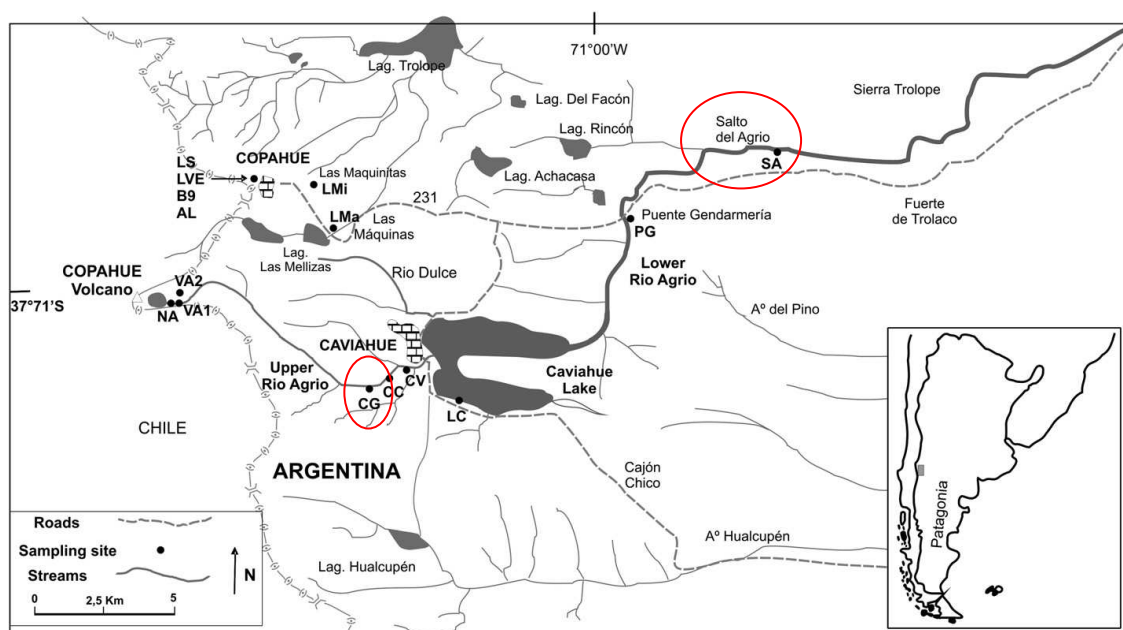 71°00'W
Lag. Trolope
Sierra Trolope
Lag. Del Facón
Salto
del Agrio
Lag. Rincón
SA
LS
LVE
B9
AL
COPAHUE
Las Maquinitas
LMi
Lag. Achacasa
231
LMa
Las
Máquinas
Fuerte
de Trolaco
Puente Gendarmería
PG
Lag.
Las Mellizas
Rio Dulce
Lower
Rio Agrio
COPAHUE
Volcano
VA2
37°71'S
NA
VA1
Aº del Pino
CAVIAHUE
Upper
Rio Agrio
CV
CC
CG
Caviahue
Lake
LC
CHILE
ARGENTINA
Cajón
Chico
Patagonia
Roads
Sampling site
Streams
N
0
2,5 Km
5
Lag. Hualcupén
Aº Hualcupén